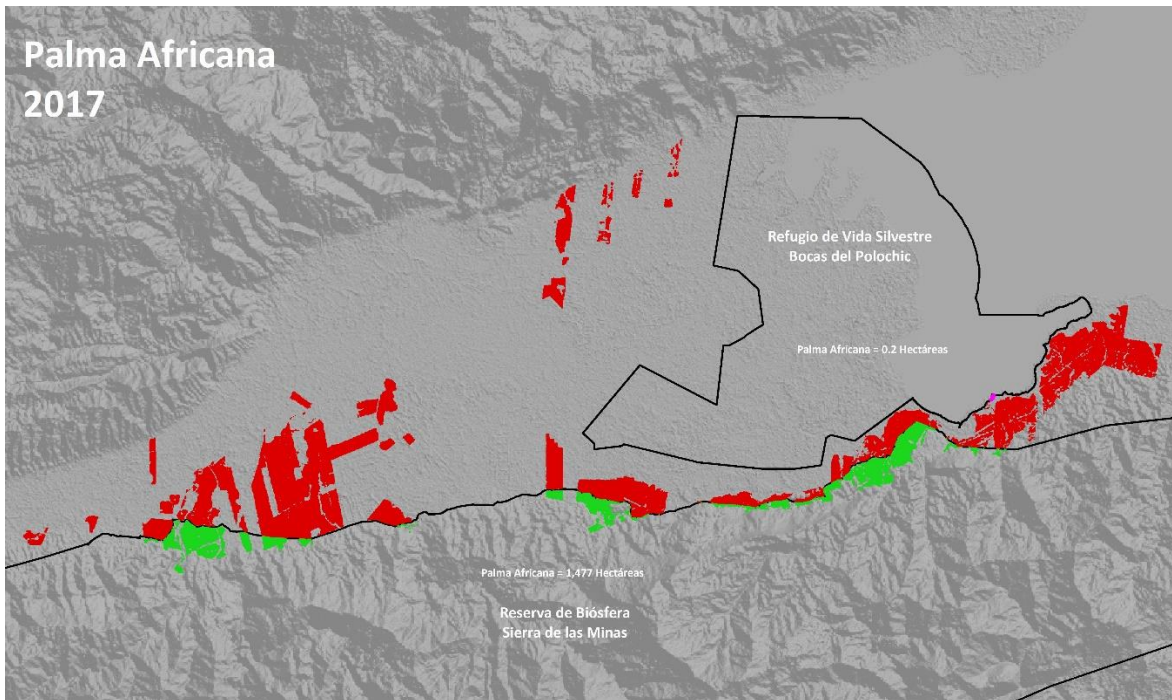 Palma Africana
2017
Refugio de Vida Silvestre
Bocas del Polochic
Palma Africana = 0.2 Hectáreas
Palma Africana = 1,477 Hectáreas
Reserva de Biósfera
Sierra de las Minas